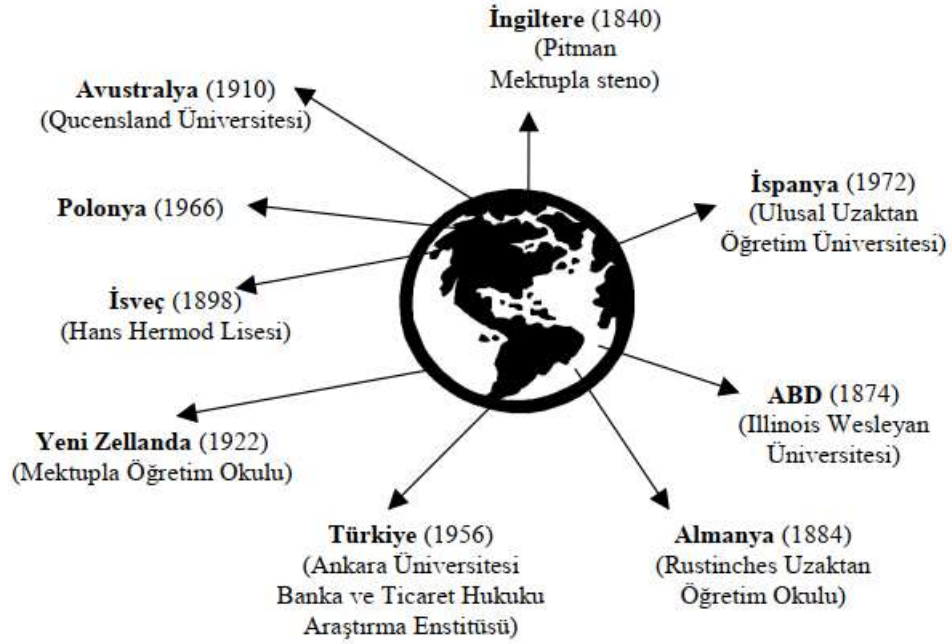 İngiltere (1840)
(Pitman
Mektupla steno)
Avustralya (1910)
(Qucensland Üniversitesi)
İspanya (1972)
(Ulusal Uzaktan
Öğretim Üniversitesi)
Polonya (1966)
İsveç (1898)
(Hans Hermod Lisesi)
ABD (1874)
(Illinois Wesleyan
Üniversitesi)
Yeni Zellanda (1922)
(Mektupla Öğretim Okulu)
Türkiye (1956)
(Ankara Üniversitesi
Banka ve Ticaret Hukuku
Araştırma Enstitüsü)
Almanya (1884)
(Rustinches Uzaktan
Öğretim Okulu)